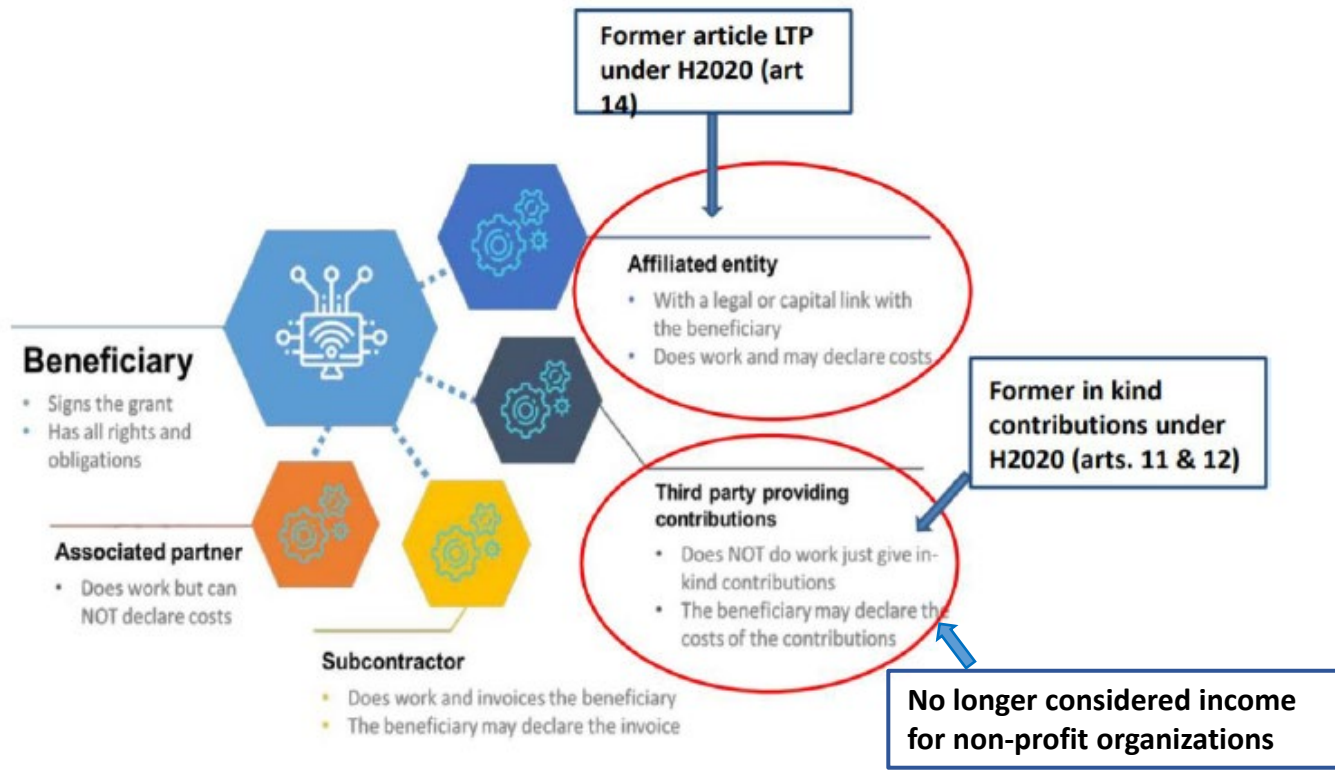 Former article LTP
under H2020 (art
14)
Affiliated entity
• With a legal or capital link with
the beneficiary
• Does work and may declare costs
Beneficiary
• Signs the grant
• Has all rights and
obligations
Former in kind
contributions under
H2020 (arts. 11 & 12)
Third party providing
contributions
• Does NOT do work just give in-
kind contributions
• The beneficiary may declare the
costs of the contributions
Associated partner
• Does work but can
NOT declare costs
Subcontractor
• Does work and invoices the beneficiary
• The beneficiary may declare the invoice
No longer considered income
for non-profit organizations